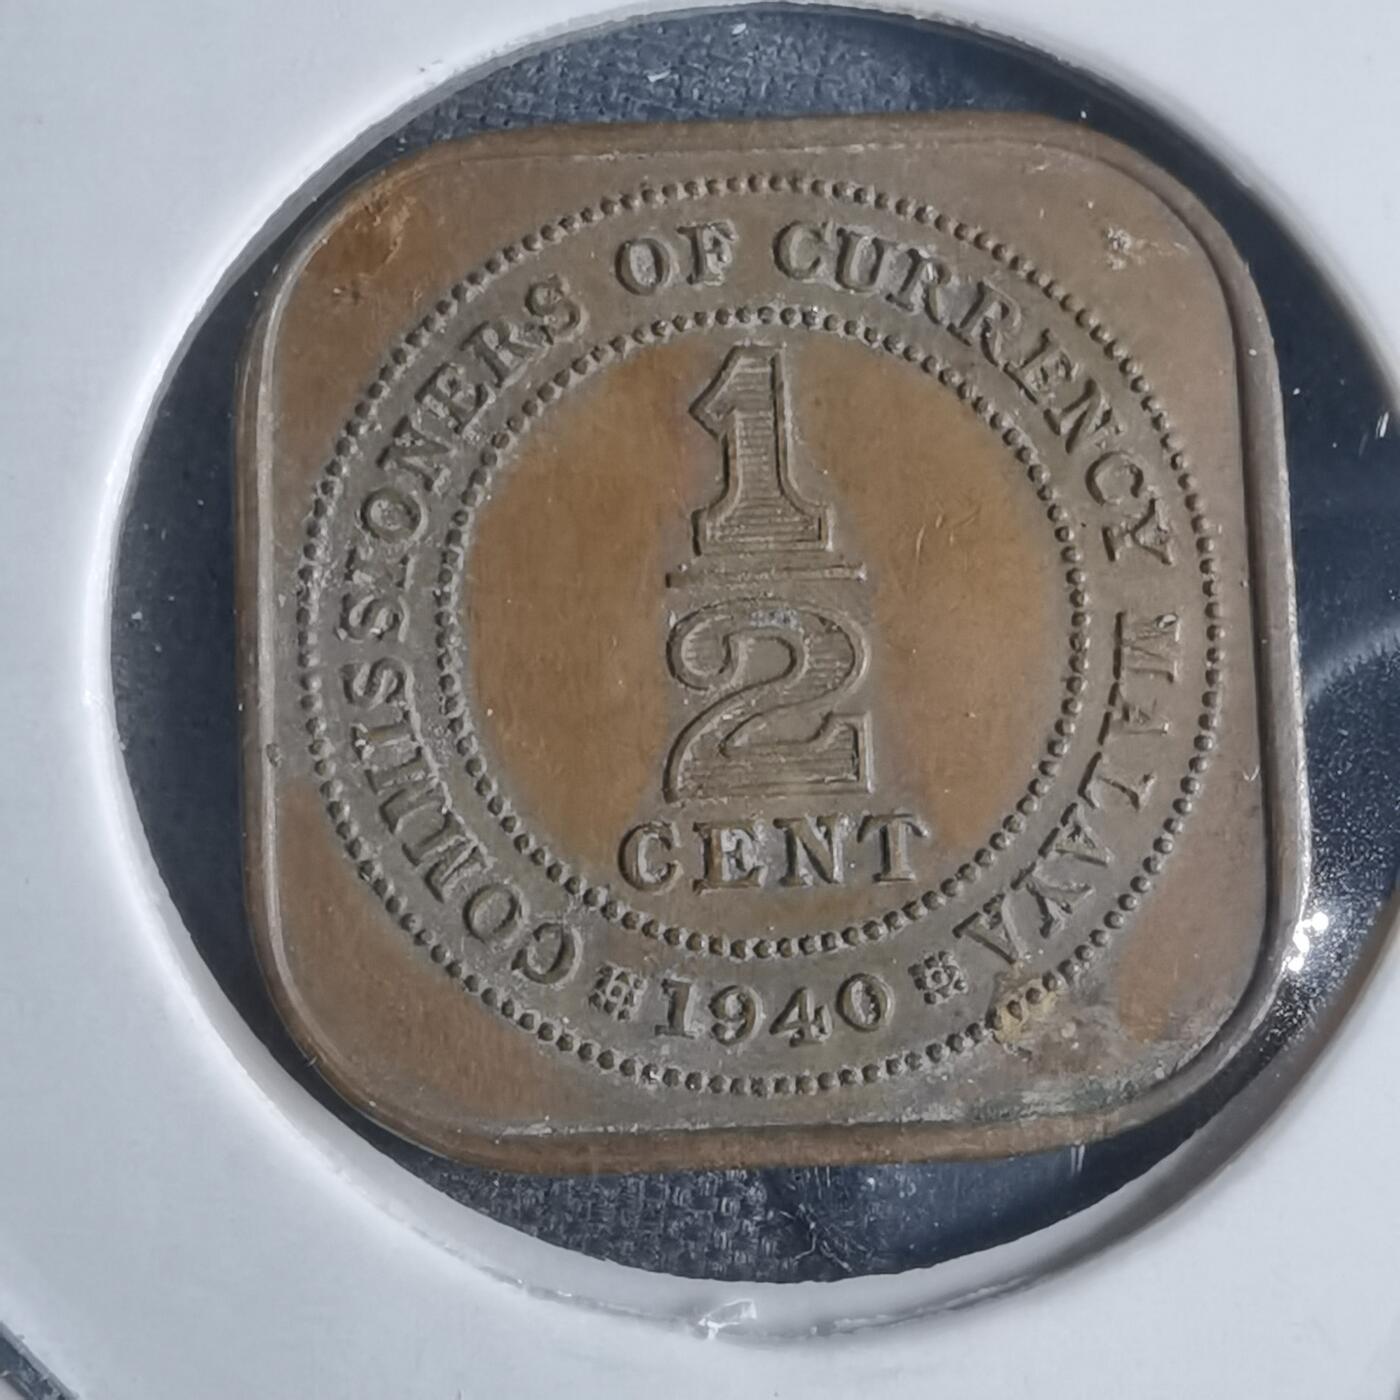 COMMISSIONERS OF CURRENCY MALAYA
1/2
CENT
1940